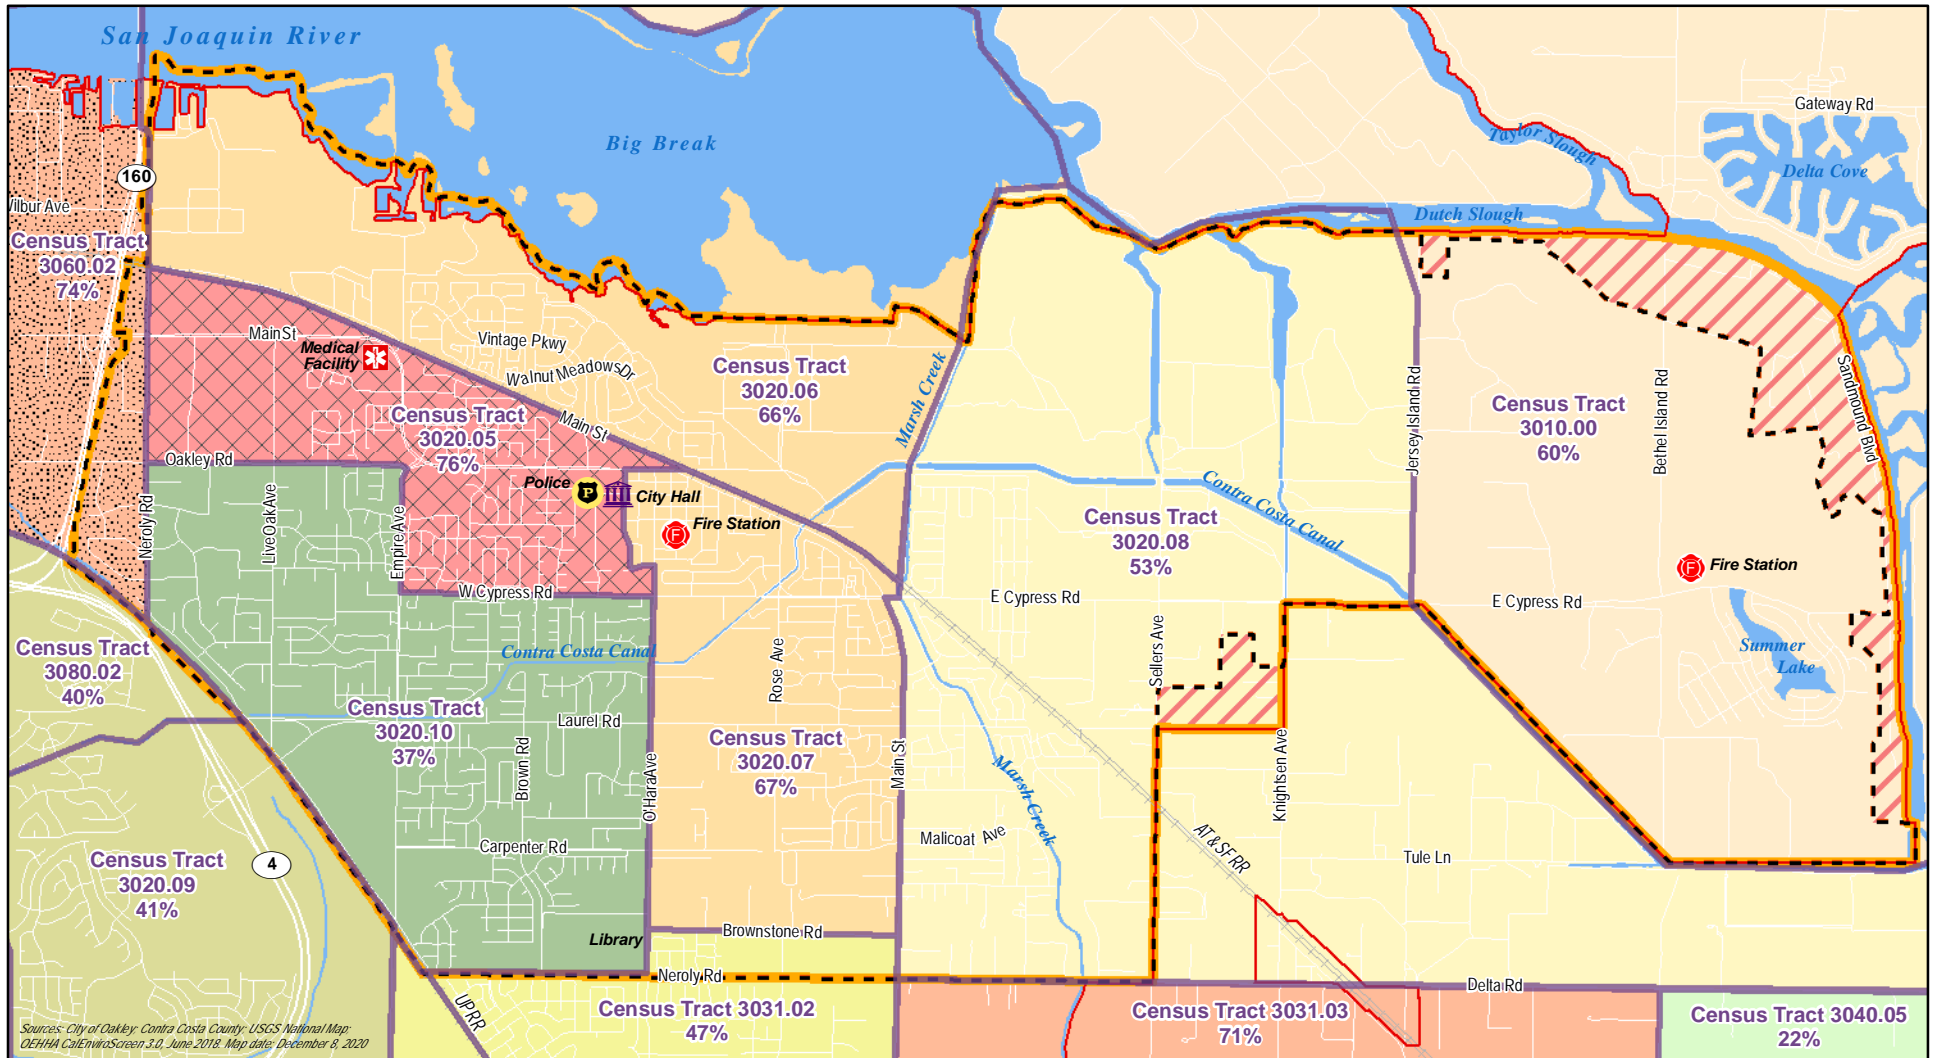 San Joaquin River
Gateway Rd
Taylor Slough
Big Break
Delta Cove
160
Wilbur Ave
Dutch Slough
Census Tract
3060.02
74%
Main St
Medical
Facility
Vintage Pkwy
Walnut Meadows Dr
Census Tract
3020.06
66%
Marsh Creek
Jersey Island Rd
Bethel Island Rd
Sandmound Blvd
Census Tract
3010.00
60%
Census Tract
3020.05
76%
Main St
Oakley Rd
Police
P
City Hall
Fire Station
F
Neroly Rd
Live Oak Ave
Empire Ave
Contra Costa Canal
Census Tract
3020.08
53%
Fire Station
F
W Cypress Rd
E Cypress Rd
E Cypress Rd
Sellers Ave
Census Tract
3080.02
40%
Contra Costa Canal
Rose Ave
Summer
Lake
Census Tract
3020.10
37%
Laurel Rd
Brown Rd
O'Hara Ave
Census Tract
3020.07
67%
Main St
Marsh Creek
Knightsen Ave
Malicoat Ave
AT & SF RR
Tule Ln
Carpenter Rd
Census Tract
3020.09
41%
4
Library
Brownstone Rd
Neroly Rd
Delta Rd
UP RR
Census Tract 3031.02
47%
Census Tract 3031.03
71%
Census Tract 3040.05
22%
Sources: City of Oakley; Contra Costa County; USGS National Map;
OEHHA CalEnviroScreen 3.0, June 2018. Map date: December 8, 2020